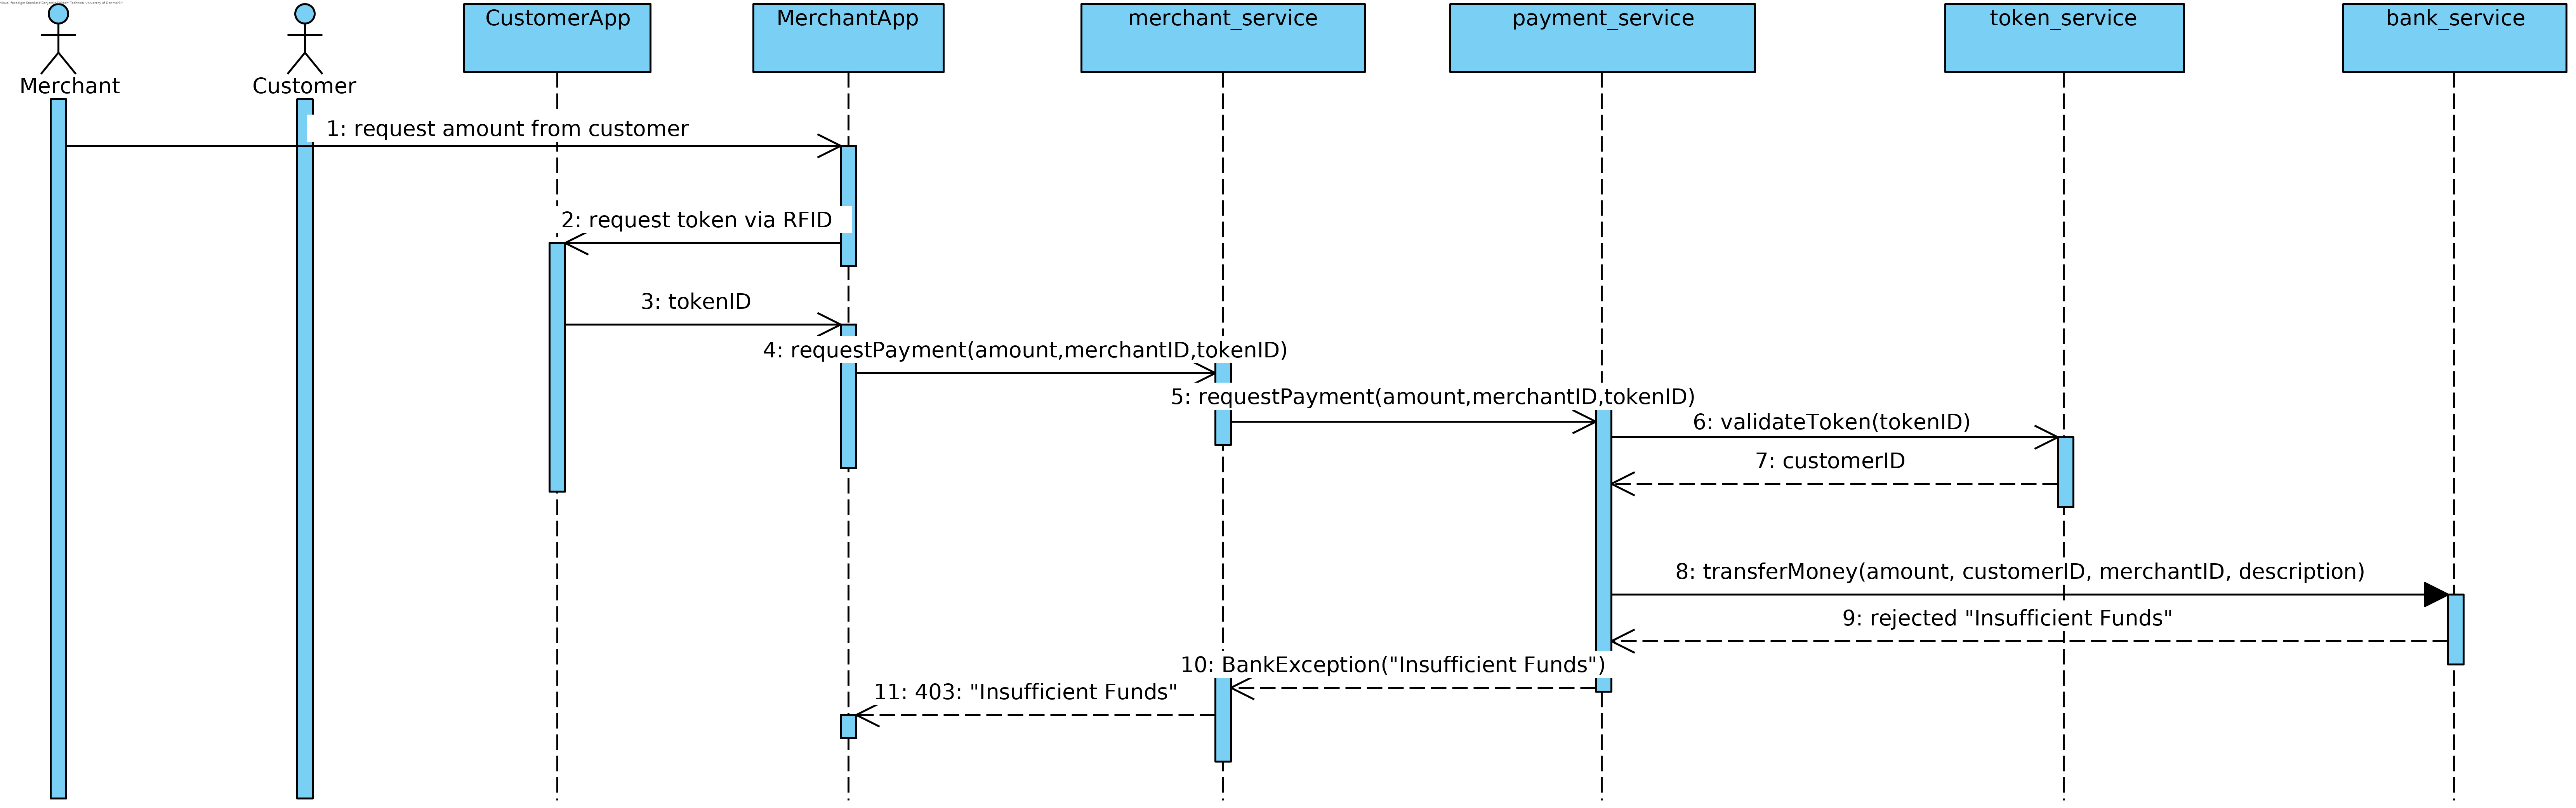 CustomerApp
MerchantApp
merchant_service
payment_service
token_service
bank_service
Merchant
Customer
1: request amount from customer
2: request token via RFID
3: tokenID
4: requestPayment(amount,merchantID,tokenID)
5: requestPayment(amount,merchantID,tokenID)
6: validateToken(tokenID)
7: customerID
8: transferMoney(amount, customerID, merchantID, description)
9: rejected "Insufficient Funds"
10: BankException("Insufficient Funds")
11: 403: "Insufficient Funds"